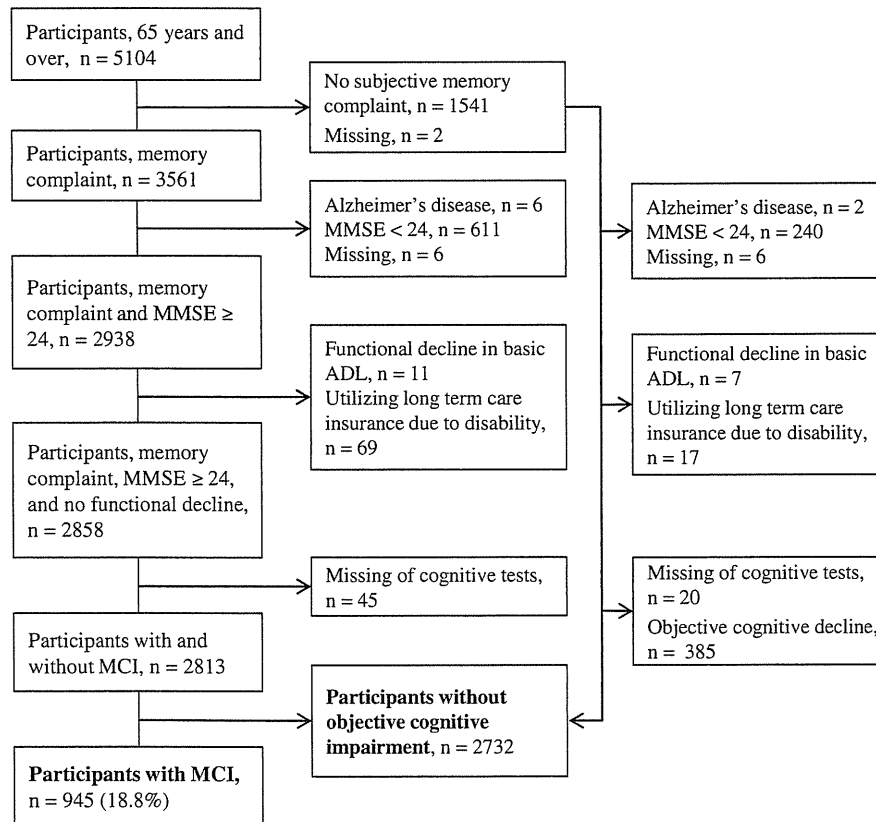 Participants, 65 years and
over, n = 5104
No subjective memory
complaint, n = 1541
Missing, n = 2
Participants, memory
complaint, n = 3561
Alzheimer's disease, n = 6
MMSE < 24, n = 611
Missing, n = 6
Alzheimer's disease, n = 2
MMSE < 24, n = 240
Missing, n = 6
Participants, memory
complaint and MMSE ≥
24, n = 2938
Functional decline in basic
ADL, n = 11
Utilizing long term care
insurance due to disability,
n = 69
Functional decline in basic
ADL, n = 7
Utilizing long term care
insurance due to disability,
n = 17
Participants, memory
complaint, MMSE ≥ 24,
and no functional decline,
n = 2858
Missing of cognitive tests,
n = 45
Missing of cognitive tests,
n = 20
Objective cognitive decline,
n = 385
Participants with and
without MCI, n = 2813
Participants without
objective cognitive
impairment, n = 2732
Participants with MCI,
n = 945 (18.8%)